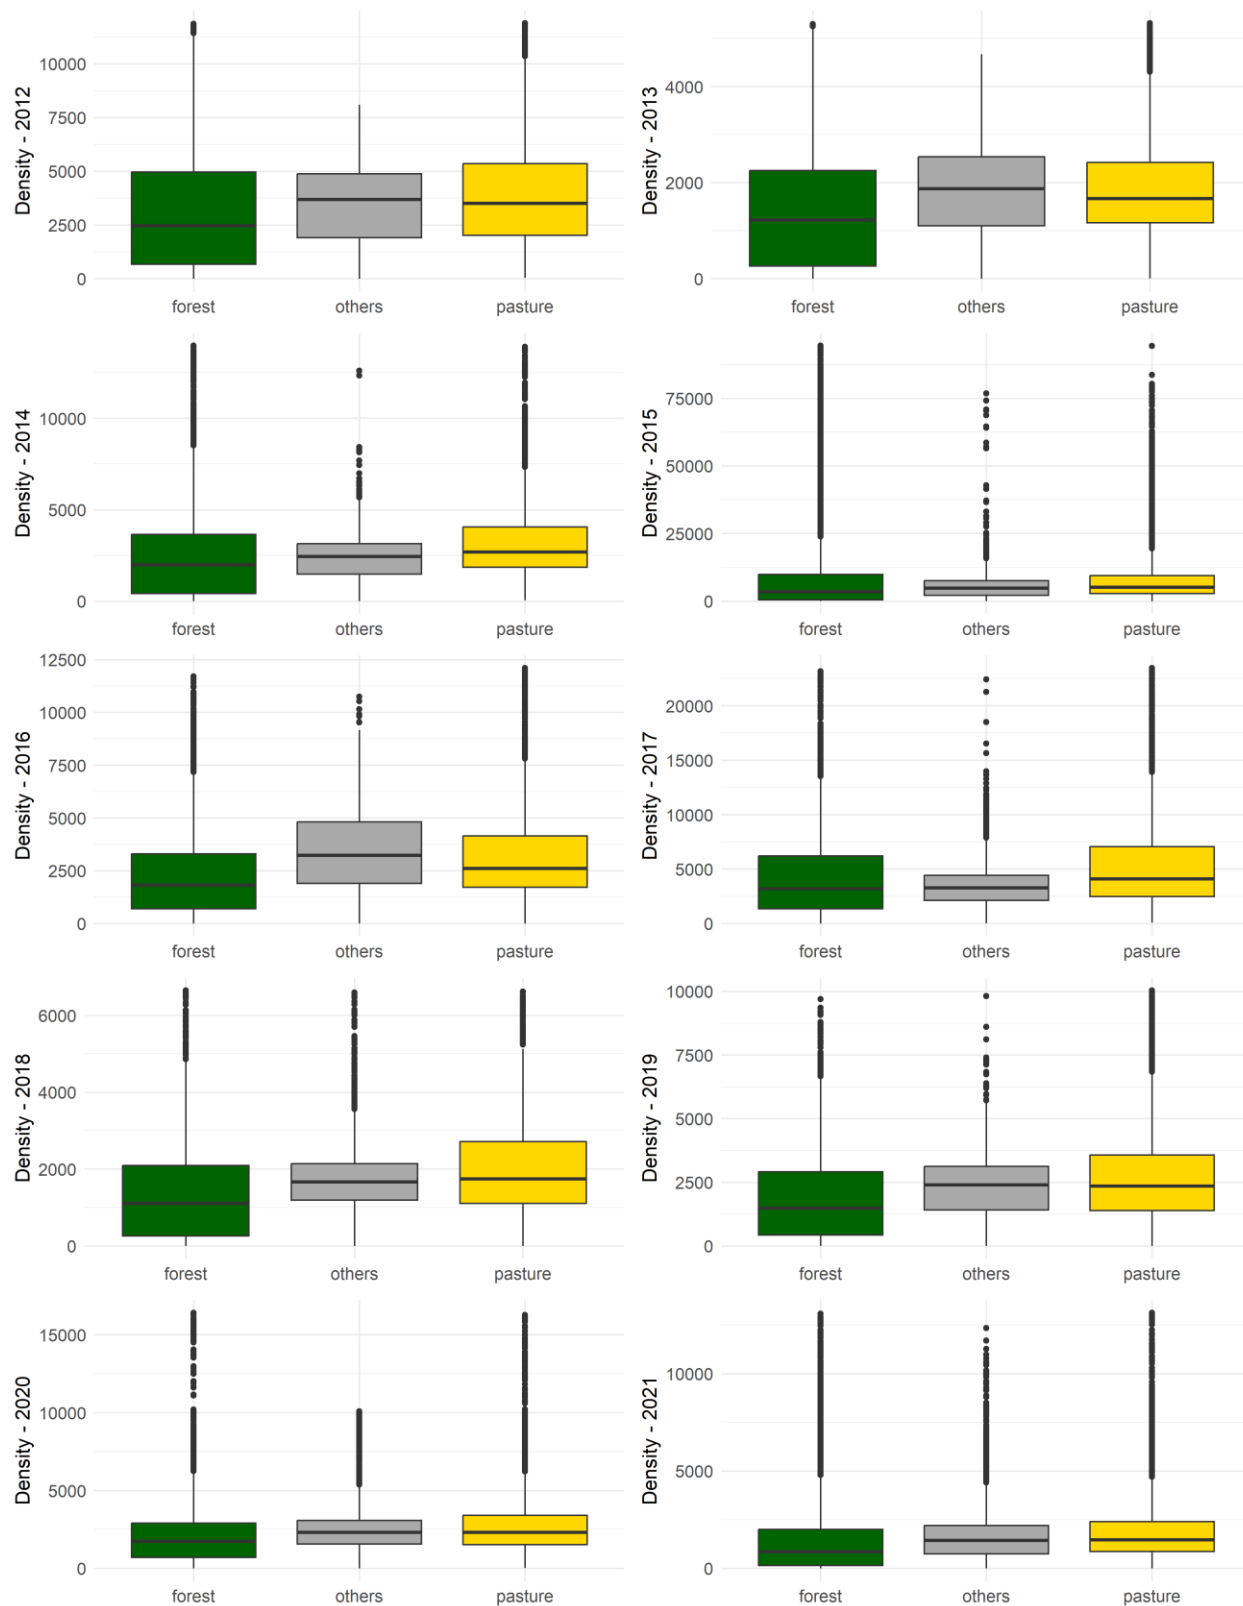 Density - 2012
10000
7500
5000
2500
0
forest others pasture
Density - 2013
4000
2000
0
forest others pasture
Density - 2014
10000
5000
0
forest others pasture
Density - 2015
75000
50000
25000
0
forest others pasture
Density - 2016
12500
10000
7500
5000
2500
0
forest others pasture
Density - 2017
20000
15000
10000
5000
0
forest others pasture
Density - 2018
6000
4000
2000
0
forest others pasture
Density - 2019
10000
7500
5000
2500
0
forest others pasture
Density - 2020
15000
10000
5000
0
forest others pasture
Density - 2021
10000
5000
0
forest others pasture